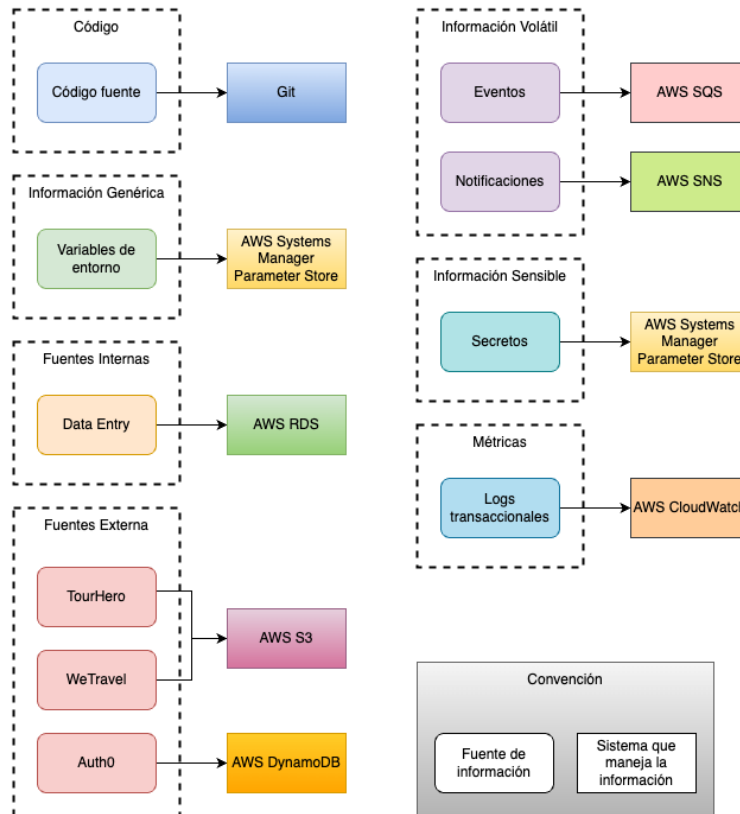 Código
Código fuente
Git
Información Genérica
Variables de
entorno
AWS Systems
Manager
Parameter Store
Fuentes Internas
Data Entry
AWS RDS
Fuentes Externa
TourHero
WeTravel
AWS S3
Auth0
AWS DynamoDB
Información Volátil
Eventos
AWS SQS
Notificaciones
AWS SNS
Información Sensible
Secretos
AWS Systems
Manager
Parameter Store
Métricas
Logs
transaccionales
AWS CloudWatch
Convención
Fuente de
información
Sistema que
maneja la
información